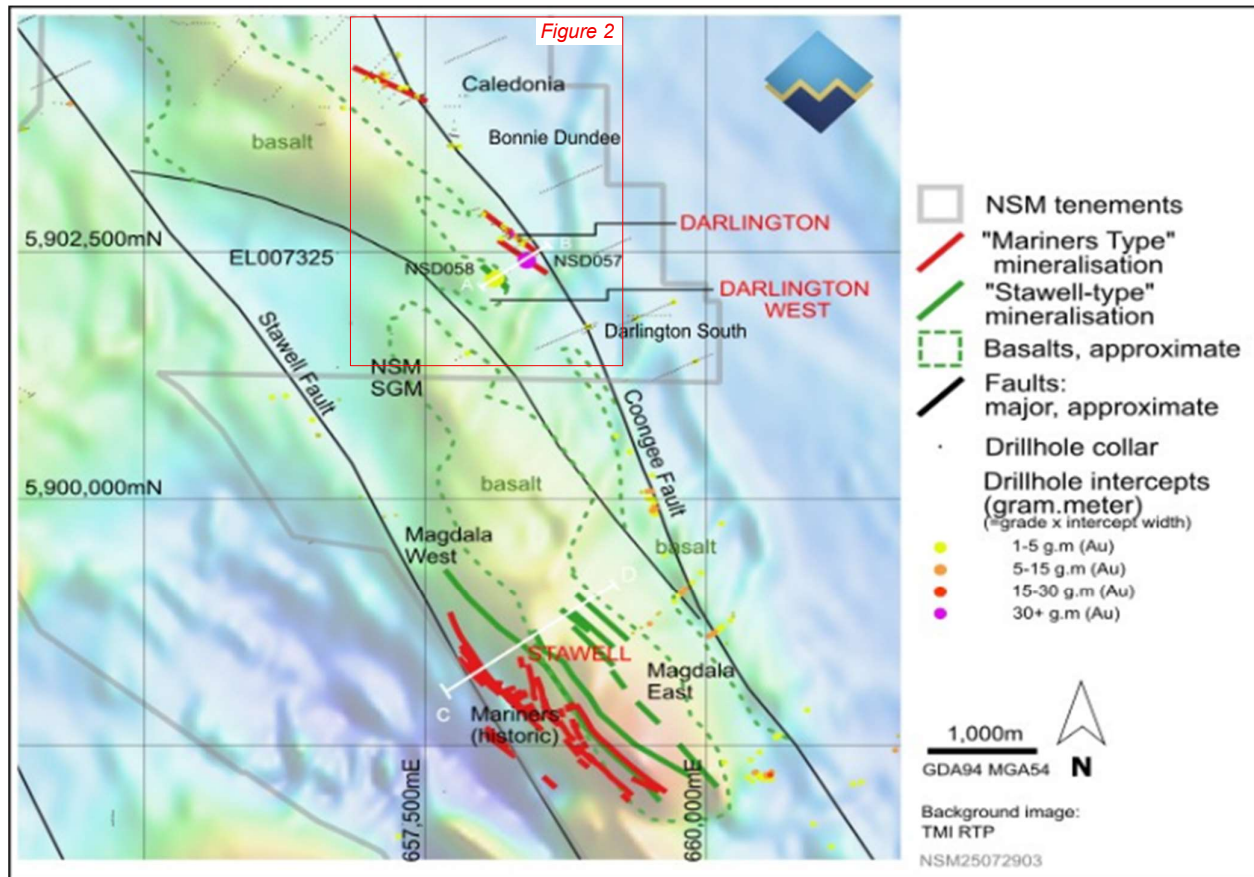 Figure 2
Caledonia
basalt
Bonnie Dundee
DARLINGTON
5,902,500mN
EL007325
B
NSD058
NSD057
A
DARLINGTON
WEST
Stawell Fault
Darlington South
NSM
SGM
Coongee Fault
basalt
5,900,000mN
Magdala
West
basalt
D
STAWELL
Magdala
East
C
Mariners
(historic)
657,500mE
660,000mE
NSM tenements
"Mariners Type"
mineralisation
"Stawell-type"
mineralisation
Basalts, approximate
Faults:
major, approximate
Drillhole collar
Drillhole intercepts
(gram.meter)
(=grade x intercept width)
1-5 g.m (Au)
5-15 g.m (Au)
15-30 g.m (Au)
30+ g.m (Au)
1,000m
GDA94 MGA54
N
Background image:
TMI RTP
NSM25072903